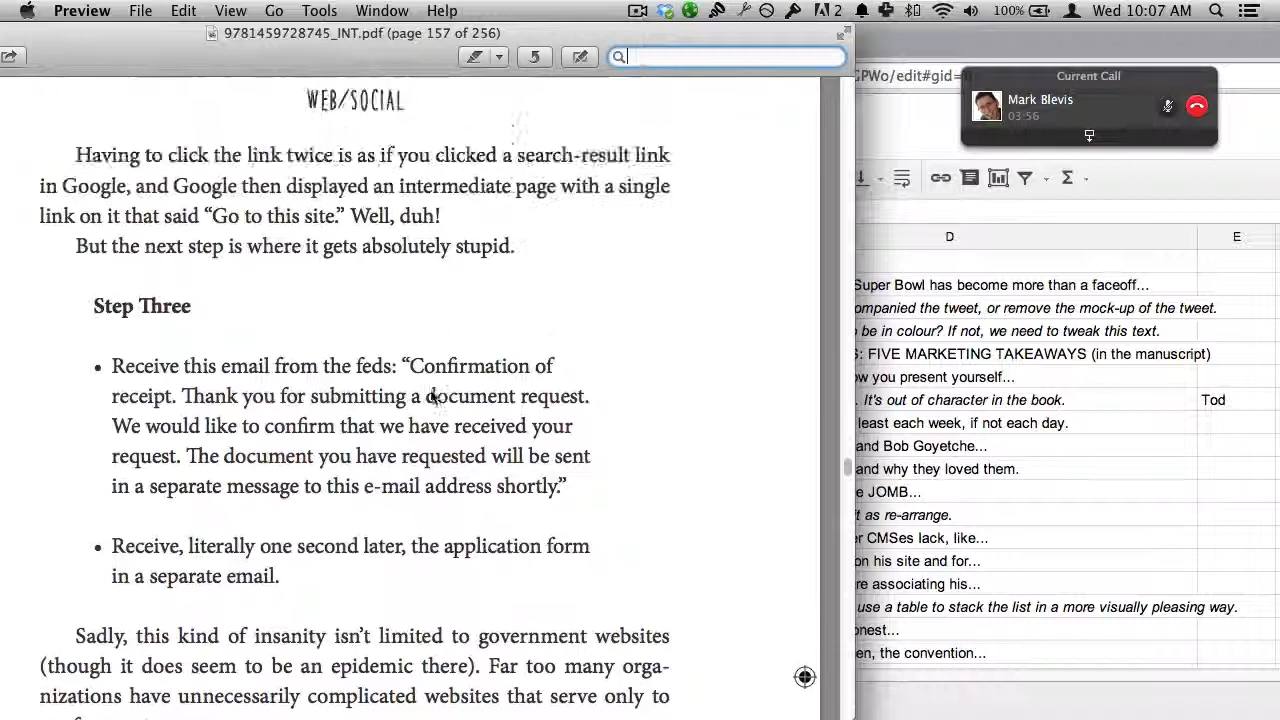 Preview File Edit View Go Tools Window Help
2 100% Wed 10:07 AM
9781459728745_INT.pdf (page 157 of 256)
5
WEB/SOCIAL
Having to click the link twice is as if you clicked a search-result link
in Google, and Google then displayed an intermediate page with a single
link on it that said “Go to this site.” Well, duh!
But the next step is where it gets absolutely stupid.
Step Three
• Receive this email from the feds: “Confirmation of
receipt. Thank you for submitting a document request.
We would like to confirm that we have received your
request. The document you have requested will be sent
in a separate message to this e-mail address shortly.”
• Receive, literally one second later, the application form
in a separate email.
Sadly, this kind of insanity isn’t limited to government websites
(though it does seem to be an epidemic there). Far too many orga-
nizations have unnecessarily complicated websites that serve only to
PWo/edit#gid=
Current Call
Mark Blevis
03:56
D E
Super Bowl has become more than a faceoff...
ompanied the tweet, or remove the mock-up of the tweet.
be in colour? If not, we need to tweak this text.
: FIVE MARKETING TAKEAWAYS (in the manuscript)
ow you present yourself...
. It's out of character in the book. Tod
least each week, if not each day.
and Bob Goyetche...
and why they loved them.
e JOMB...
t as re-arrange.
er CMSes lack, like...
on his site and for...
re associating his...
use a table to stack the list in a more visually pleasing way.
onest...
en, the convention...